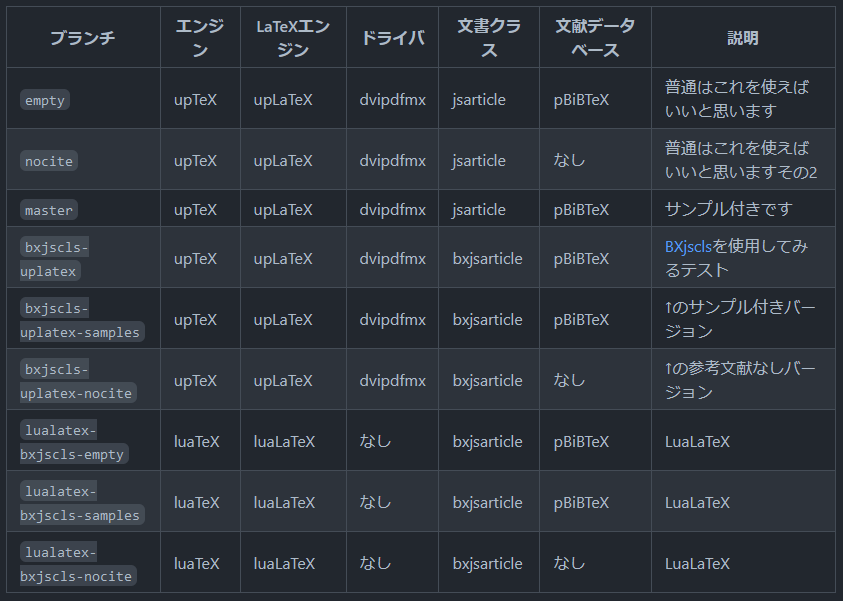 ブランチ エンジン LaTeXエンジン ドライバ 文書クラス 文献データベース 説明
empty upTeX upLaTeX dvipdfmx jsarticle pBiBTeX 普通はこれを使えばいいと思います
nocite upTeX upLaTeX dvipdfmx jsarticle なし 普通はこれを使えばいいと思いますその2
master upTeX upLaTeX dvipdfmx jsarticle pBiBTeX サンプル付きです
bxjscls-uplatex upTeX upLaTeX dvipdfmx bxjsarticle pBiBTeX BXjsclsを使用してみるテスト
bxjscls-uplatex-samples upTeX upLaTeX dvipdfmx bxjsarticle pBiBTeX ↑のサンプル付きバージョン
bxjscls-uplatex-nocite upTeX upLaTeX dvipdfmx bxjsarticle なし ↑の参考文献なしバージョン
lualatex-bxjscls-empty luaTeX luaLaTeX なし bxjsarticle pBiBTeX LuaLaTeX
lualatex-bxjscls-samples luaTeX luaLaTeX なし bxjsarticle pBiBTeX LuaLaTeX
lualatex-bxjscls-nocite luaTeX luaLaTeX なし bxjsarticle なし LuaLaTeX